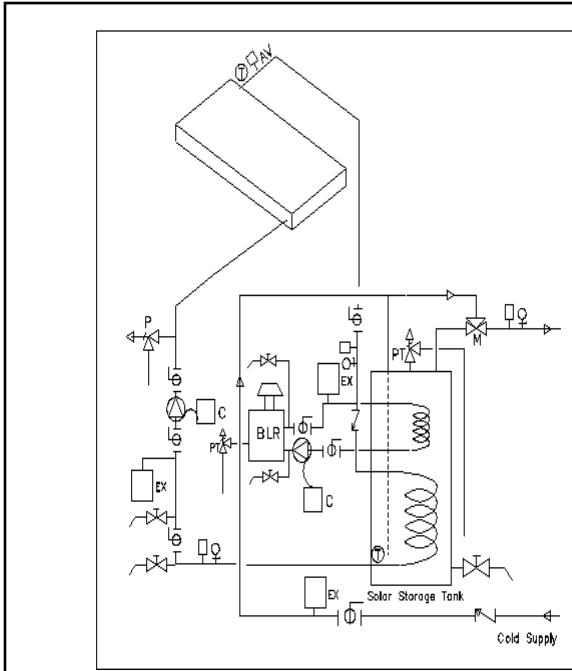 T
AV
P
M
PT
EX
C
BLR
PT
EX
C
T
EX
Solar Storage Tank
Cold Supply